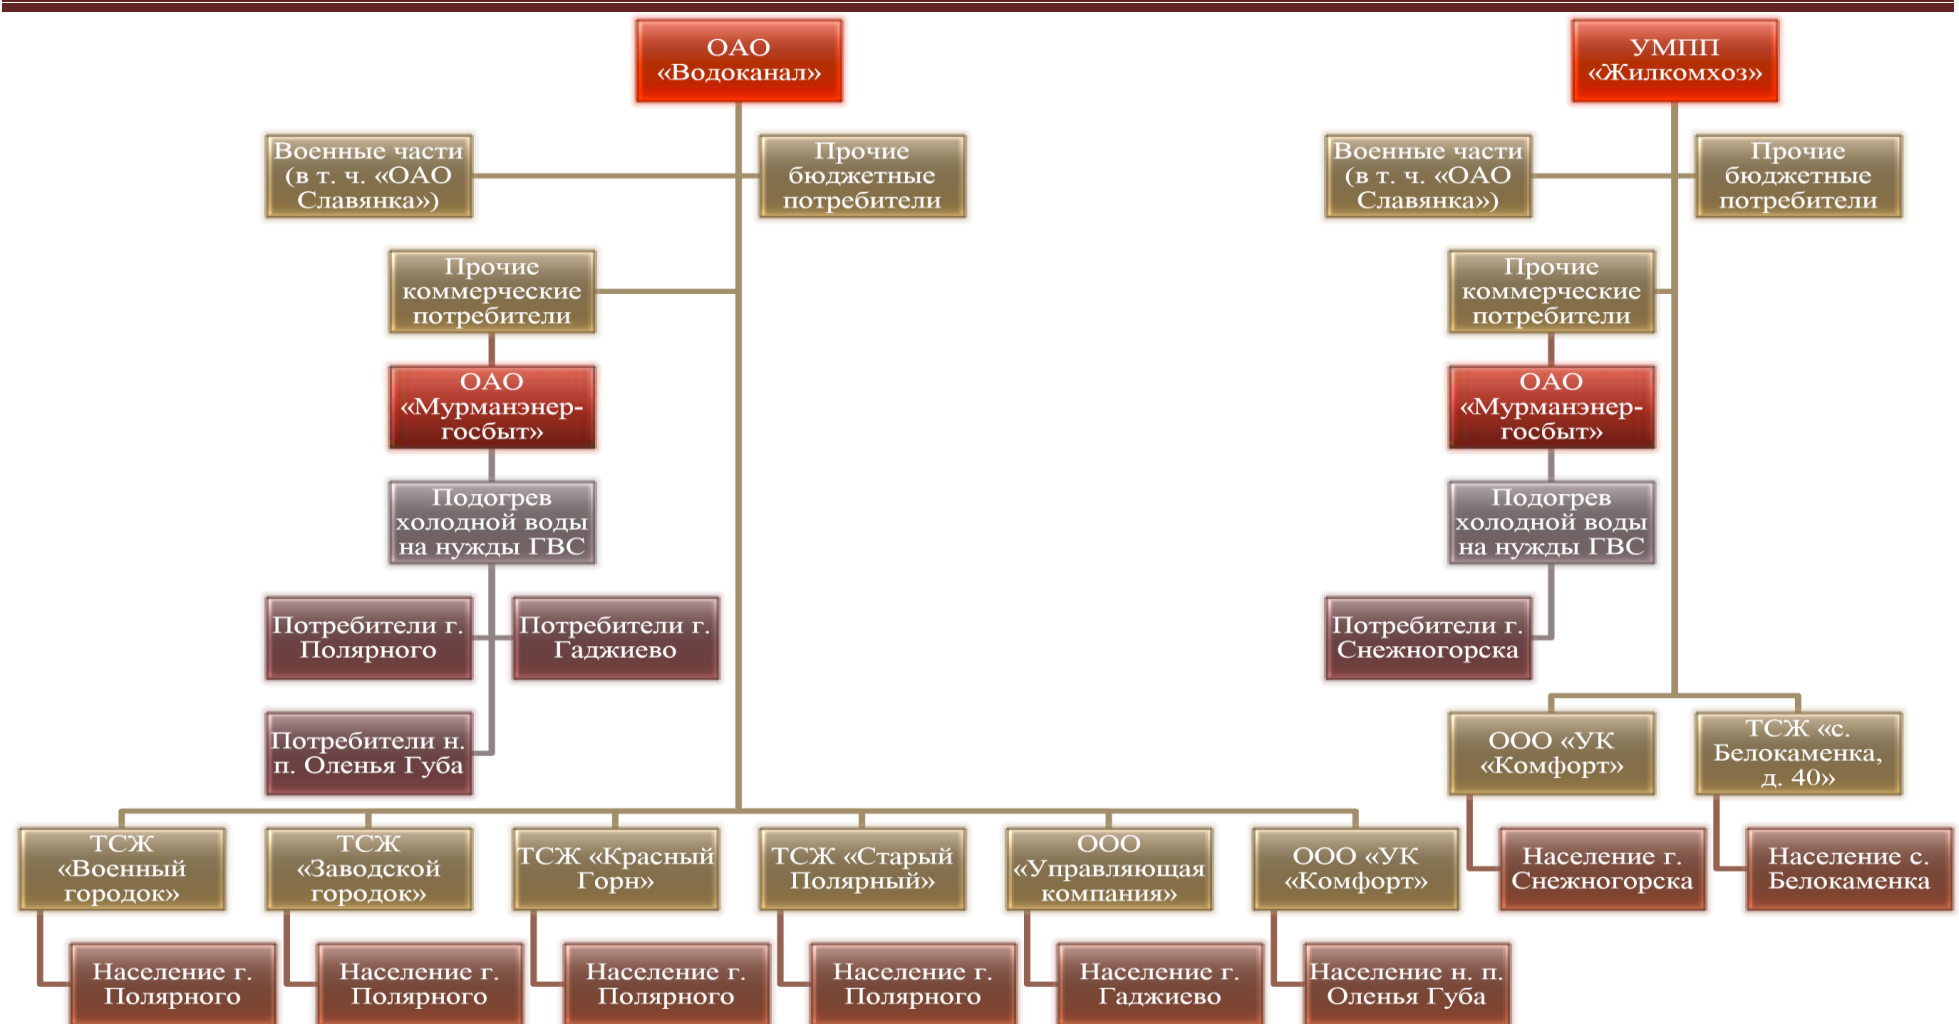 ОАО
«Водоканал»
УМПП
«Жилкомхоз»
Военные части
(в т. ч. «ОАО
Славянка»)
Прочие
бюджетные
потребители
Военные части
(в т. ч. «ОАО
Славянка»)
Прочие
бюджетные
потребители
Прочие
коммерческие
потребители
Прочие
коммерческие
потребители
ОАО
«Мурманэнер-
госбыт»
ОАО
«Мурманэнер-
госбыт»
Подогрев
холодной воды
на нужды ГВС
Подогрев
холодной воды
на нужды ГВС
Потребители г.
Полярного
Потребители г.
Гаджиево
Потребители г.
Снежногорска
Потребители н.
п. Оленья Губа
ООО «УК
«Комфорт»
ТСЖ «с.
Белокаменка,
д. 40»
ТСЖ
«Военный
городок»
ТСЖ
«Заводской
городок»
ТСЖ «Красный
Горн»
ТСЖ «Старый
Полярный»
ООО
«Управляющая
компания»
ООО «УК
«Комфорт»
Население г.
Снежногорска
Население с.
Белокаменка
Население г.
Полярного
Население г.
Полярного
Население г.
Полярного
Население г.
Полярного
Население г.
Гаджиево
Население н. п.
Оленья Губа